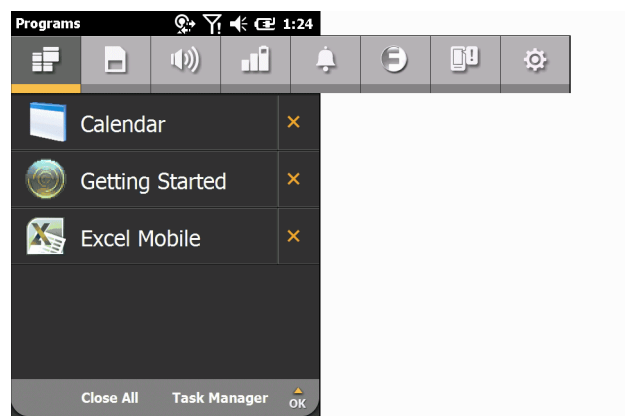 Programs 1:24
Calendar
Getting Started
Excel Mobile
Close All Task Manager OK